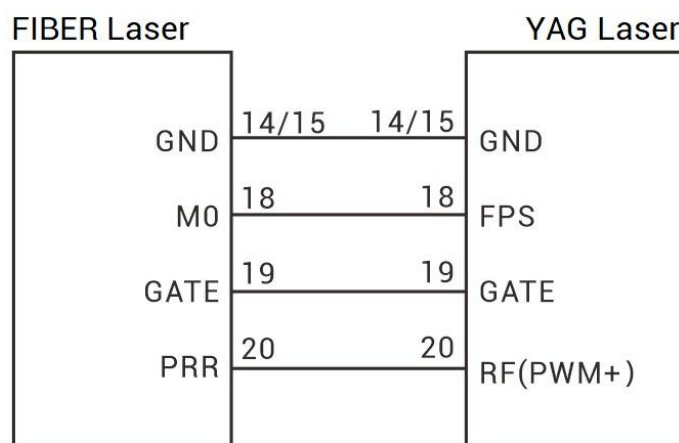 FIBER Laser YAG Laser
GND 14/15 14/15 GND
M0 18 18 FPS
GATE 19 19 GATE
PRR 20 20 RF(PWM+)